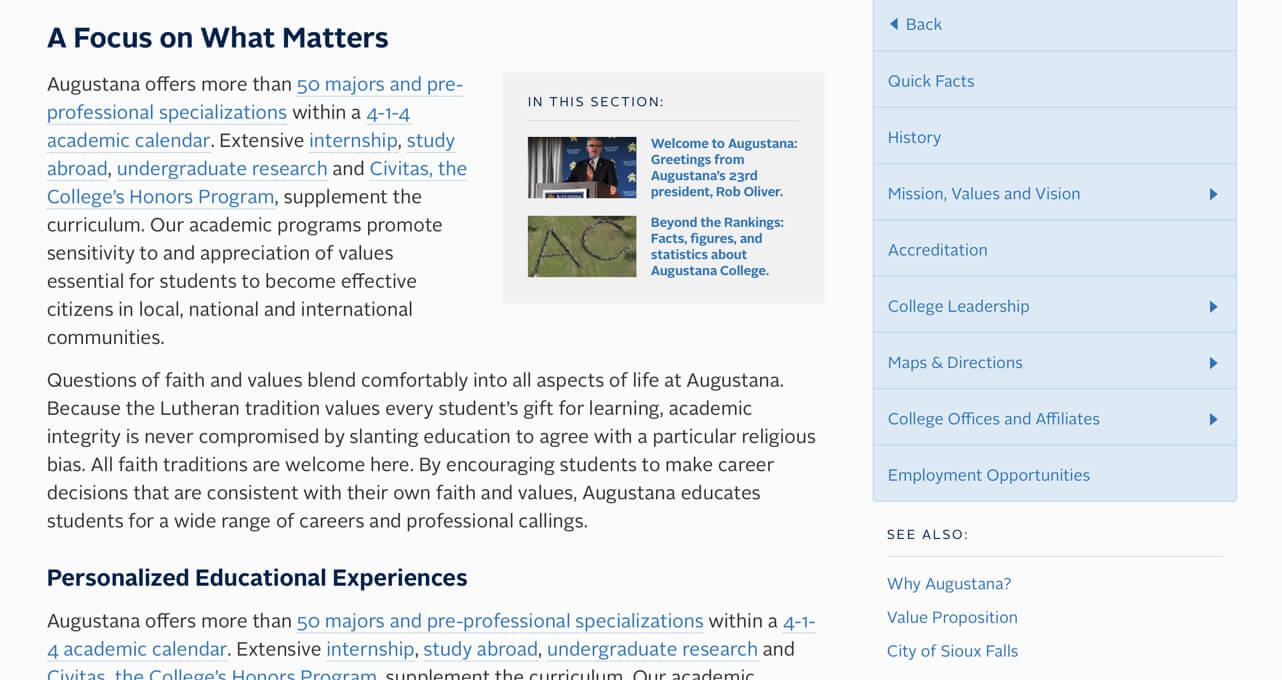 A Focus on What Matters
Augustana offers more than 50 majors and pre-
professional specializations within a 4-1-4
academic calendar. Extensive internship, study
abroad, undergraduate research and Civitas, the
College’s Honors Program, supplement the
curriculum. Our academic programs promote
sensitivity to and appreciation of values
essential for students to become effective
citizens in local, national and international
communities.
IN THIS SECTION:
Welcome to Augustana:
Greetings from
Augustana’s 23rd
president, Rob Oliver.
AC
Beyond the Rankings:
Facts, figures, and
statistics about
Augustana College.
Questions of faith and values blend comfortably into all aspects of life at Augustana.
Because the Lutheran tradition values every student’s gift for learning, academic
integrity is never compromised by slanting education to agree with a particular religious
bias. All faith traditions are welcome here. By encouraging students to make career
decisions that are consistent with their own faith and values, Augustana educates
students for a wide range of careers and professional callings.
Personalized Educational Experiences
Augustana offers more than 50 majors and pre-professional specializations within a 4-1-
4 academic calendar. Extensive internship, study abroad, undergraduate research and
Civitas, the College’s Honors Program, supplement the curriculum. Our academic
Back
Quick Facts
History
Mission, Values and Vision
Accreditation
College Leadership
Maps & Directions
College Offices and Affiliates
Employment Opportunities
SEE ALSO:
Why Augustana?
Value Proposition
City of Sioux Falls